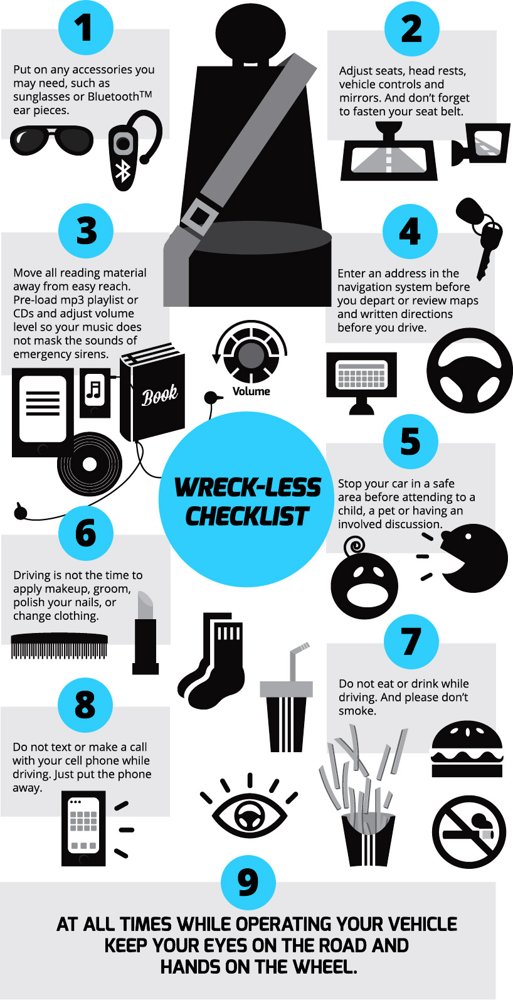 1
Put on any accessories you
may need, such as
sunglasses or Bluetooth™
ear pieces.
2
Adjust seats, head rests,
vehicle controls and
mirrors. And don't forget
to fasten your seat belt.
3
Move all reading material
away from easy reach.
Pre-load mp3 playlist or
CDs and adjust volume
level so your music does
not mask the sounds of
emergency sirens.
Book
Volume
4
Enter an address in the
navigation system before
you depart or review maps
and written directions
before you drive.
WRECK-LESS
CHECKLIST
5
Stop your car in a safe
area before attending to a
child, a pet or having an
involved discussion.
6
Driving is not the time to
apply makeup, groom,
polish your nails, or
change clothing.
7
Do not eat or drink while
driving. And please don't
smoke.
8
Do not text or make a call
with your cell phone while
driving. Just put the phone
away.
9
AT ALL TIMES WHILE OPERATING YOUR VEHICLE
KEEP YOUR EYES ON THE ROAD AND
HANDS ON THE WHEEL.